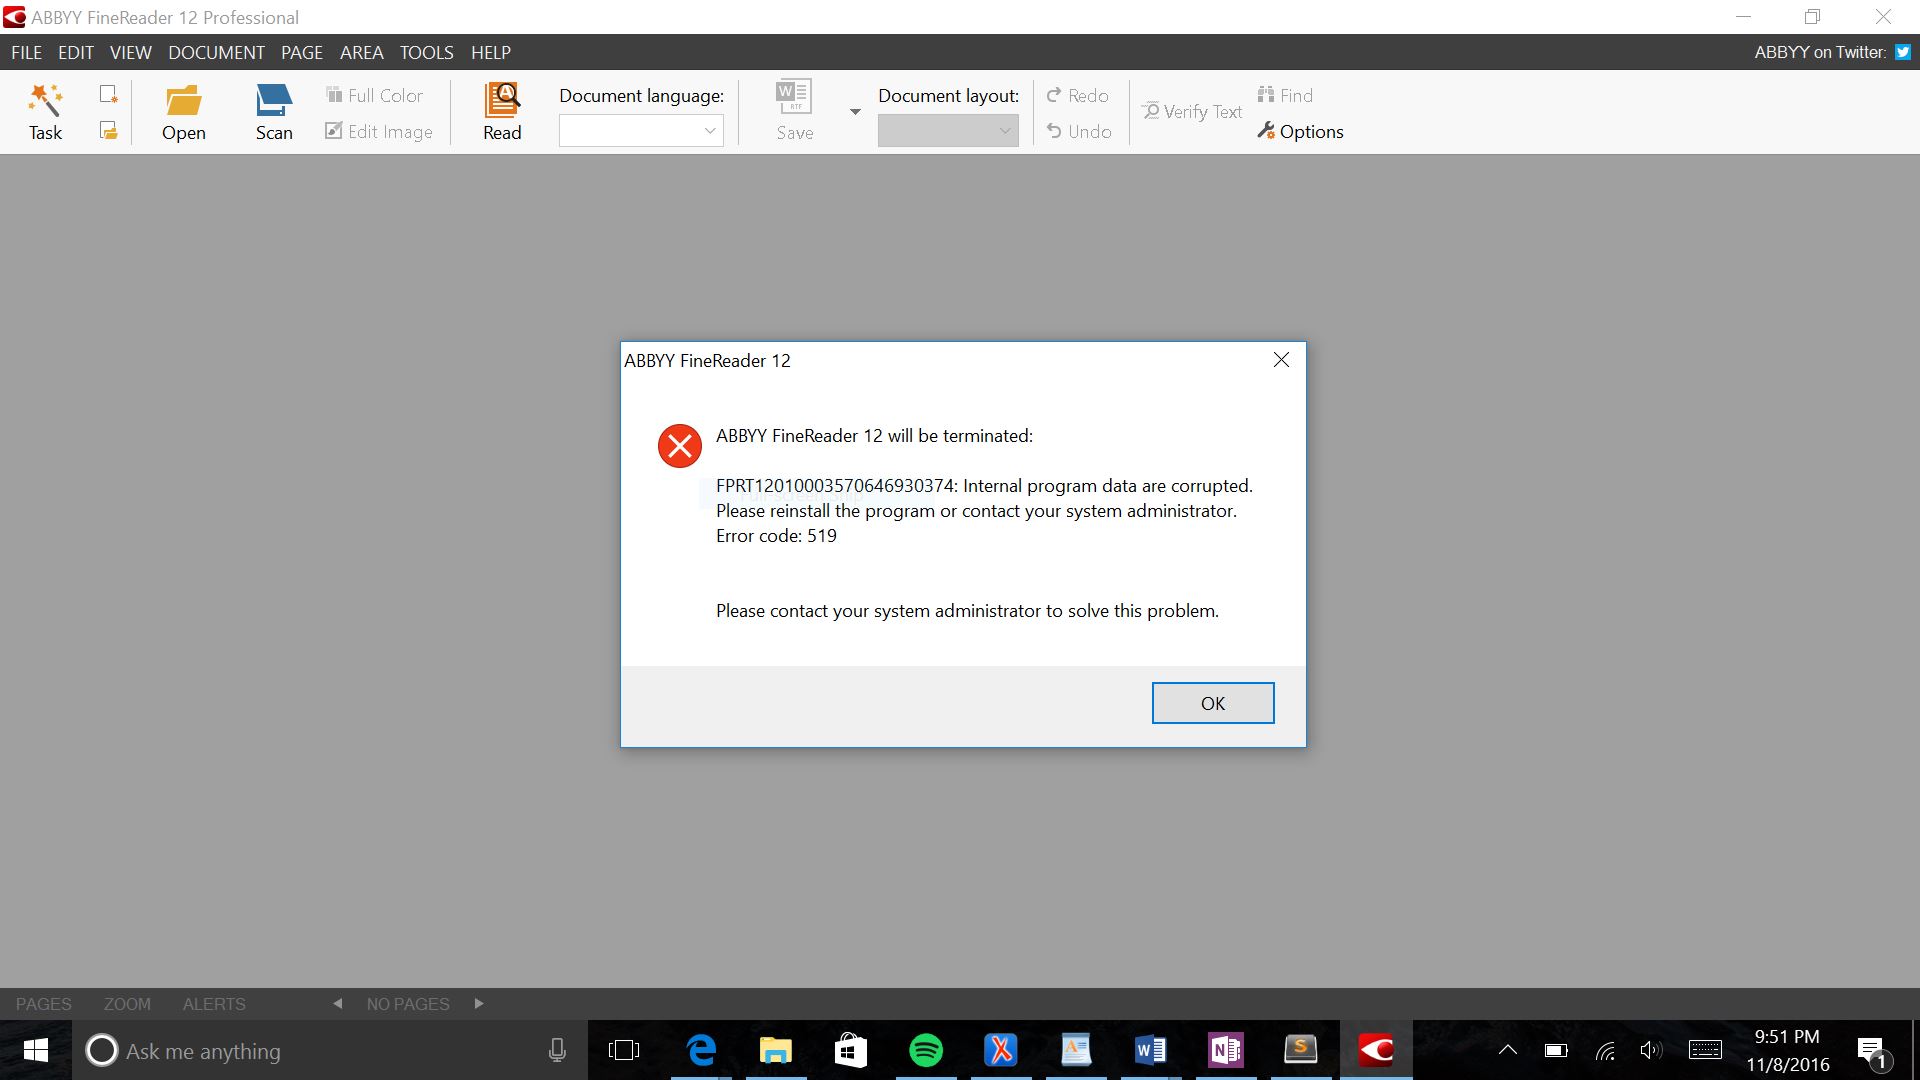 ABBYY FineReader 12 Professional
FILE EDIT VIEW DOCUMENT PAGE AREA TOOLS HELP ABBYY on Twitter:
Task Open Scan Full Color Edit Image Read Document language: W RTF Save Document layout: Redo Undo Verify Text Find Options
ABBYY FineReader 12
ABBYY FineReader 12 will be terminated:
FPRT12010003570646930374: Internal program data are corrupted.
Full-screen Snip
Please reinstall the program or contact your system administrator.
Error code: 519
Please contact your system administrator to solve this problem.
OK
PAGES ZOOM ALERTS NO PAGES
Ask me anything
9:51 PM
11/8/2016
1